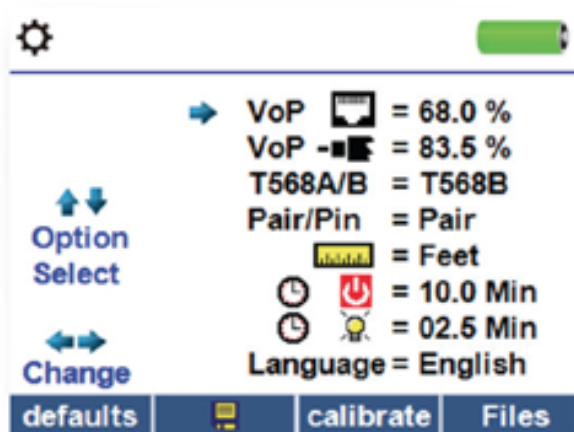 VoP = 68.0 %
VoP = 83.5 %
T568A/B = T568B
Pair/Pin = Pair
= Feet
= 10.0 Min
= 02.5 Min
Language = English
Option
Select
Change
defaults calibrate Files